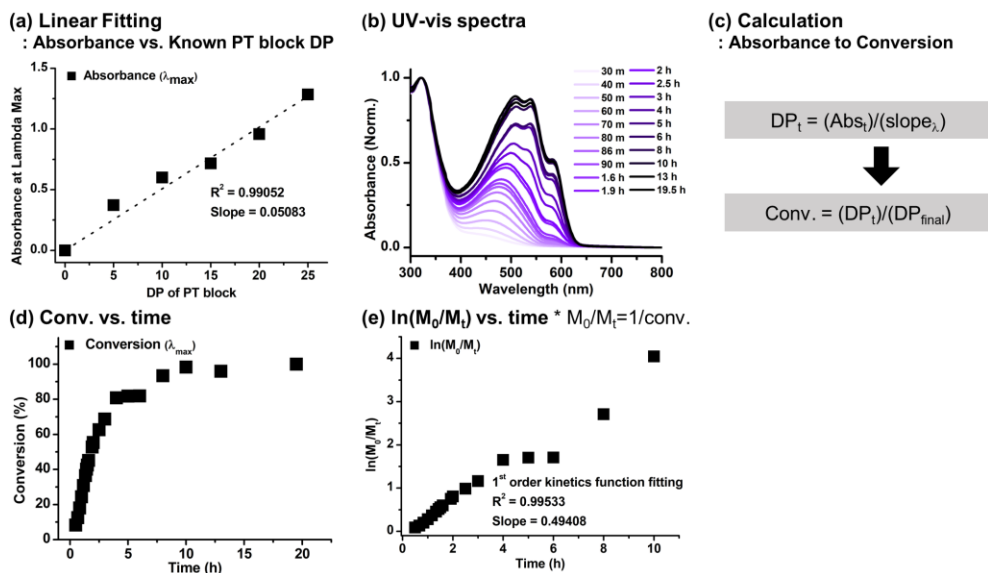 (a) Linear Fitting
: Absorbance vs. Known PT block DP
Absorbance at Lambda Max
1.5
1.0
0.5
0.0
Absorbance (λmax)
R² = 0.99052
Slope = 0.05083
0 5 10 15 20 25
DP of PT block
(b) UV-vis spectra
Absorbance (Norm.)
1.0
0.5
0.0
30 m 2 h
40 m 2.5 h
50 m 3 h
60 m 4 h
70 m 5 h
80 m 6 h
86 m 8 h
90 m 10 h
1.6 h 13 h
1.9 h 19.5 h
300 400 500 600 700 800
Wavelength (nm)
(c) Calculation
: Absorbance to Conversion
DPt = (Abst)/(slopeλ)
Conv. = (DPt)/(DPfinal)
(d) Conv. vs. time
Conversion (%)
100
80
60
40
20
0
Conversion (λmax)
0 5 10 15 20
Time (h)
(e) ln(M0/Mt) vs. time * M0/Mt=1/conv.
ln(M0/Mt)
4
3
2
1
0
ln(M0/Mt)
1st order kinetics function fitting
R² = 0.99533
Slope = 0.49408
0 2 4 6 8 10
Time (h)